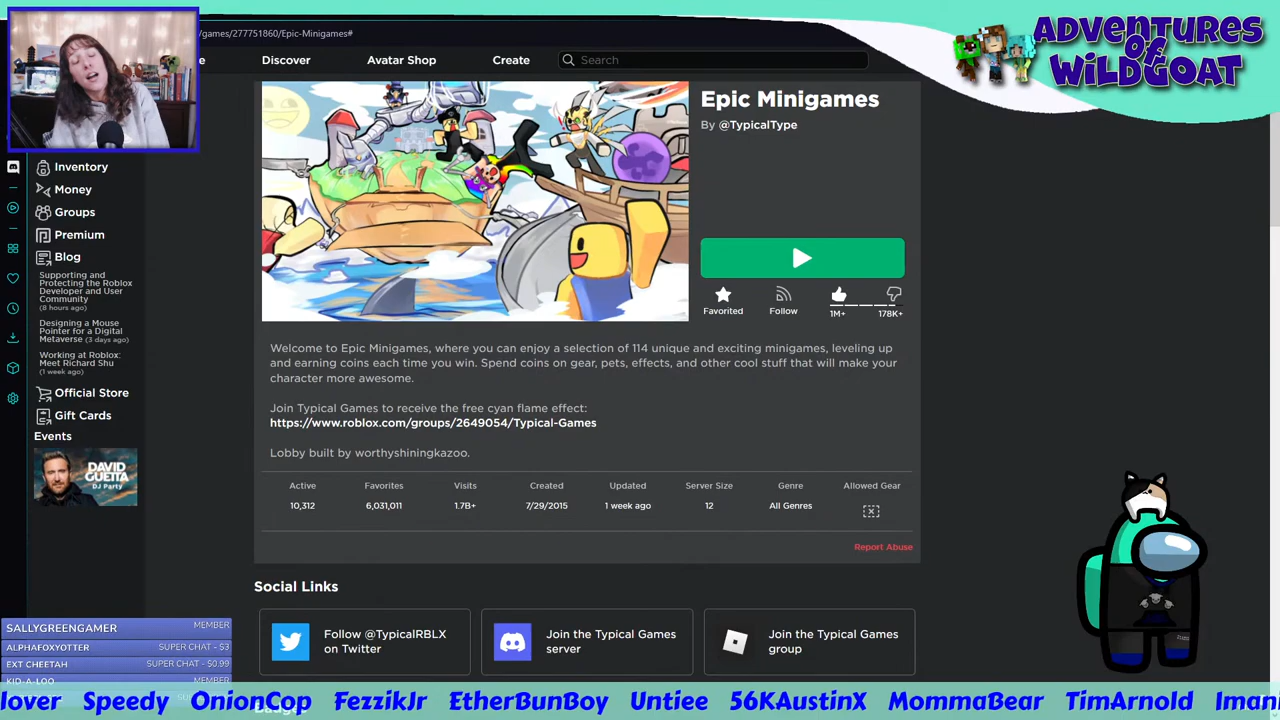 /games/277751860/Epic-Minigames#
Adventures
of
WildGoat
Discover
Avatar Shop
Create
Search
Inventory
Money
Groups
Premium
Blog
Supporting and
Protecting the Roblox
Developer and User
Community
(8 hours ago)
Designing a Mouse
Pointer for a Digital
Metaverse (3 days ago)
Working at Roblox:
Meet Richard Shu
(1 week ago)
Official Store
Gift Cards
Events
DAVID
GUETTA
DJ Party
Epic Minigames
By @TypicalType
Favorited
Follow
1M+
178K+
Welcome to Epic Minigames, where you can enjoy a selection of 114 unique and exciting minigames, leveling up
and earning coins each time you win. Spend coins on gear, pets, effects, and other cool stuff that will make your
character more awesome.
Join Typical Games to receive the free cyan flame effect:
https://www.roblox.com/groups/2649054/Typical-Games
Lobby built by worthyshiningkazoo.
Active Favorites Visits Created Updated Server Size Genre Allowed Gear
10,312 6,031,011 1.7B+ 7/29/2015 1 week ago 12 All Genres
Report Abuse
Social Links
Follow @TypicalRBLX
on Twitter
Join the Typical Games
server
Join the Typical Games
group
SALLYGREENGAMER MEMBER
ALPHAFOXYOTTER SUPER CHAT - $3
EXT CHEETAH SUPER CHAT - $0.99
KID-A-LOO MEMBER
lover Speedy OnionCop FezzikJr EtherBunBoy Untiee 56KAustinX MommaBear TimArnold Iman